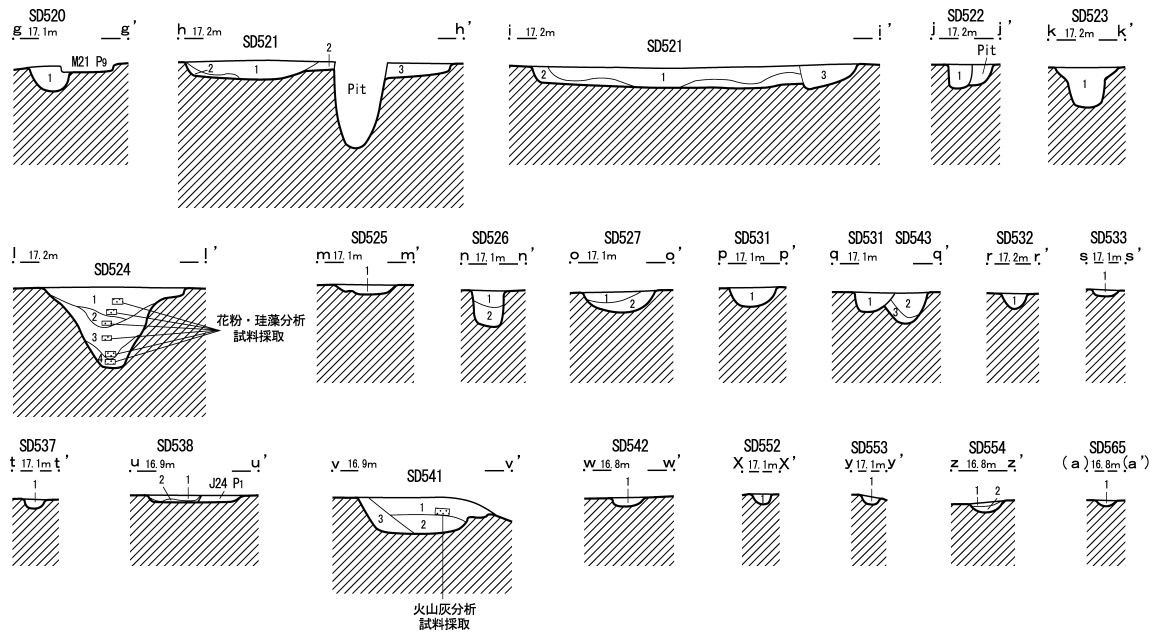 SD520
g 17.1m g'
M21 P9
1
h 17.2m h'
SD521
2
2 1 3
Pit
i 17.2m i'
SD521
2 1 3
SD522
j 17.2m j'
Pit
1
SD523
k 17.2m k'
1
l 17.2m l'
SD524
1
2
3
4
花粉・珪藻分析
試料採取
SD525
m 17.1m m'
1
SD526
n 17.1m n'
1
2
SD527
o 17.1m o'
1 2
SD531
p 17.1m p'
1
SD531 SD543
q 17.1m q'
1 2
3
SD532
r 17.2m r'
1
SD533
s 17.1m s'
1
SD537
t 17.1m t'
1
SD538
u 16.9m u'
2 1 J24 P1
v 16.9m v'
SD541
1
3 2
火山灰分析
試料採取
SD542
w 16.8m w'
1
SD552
X 17.1m X'
1
SD553
y 17.1m y'
1
SD554
z 16.8m z'
1 2
SD565
(a) 16.8m (a')
1